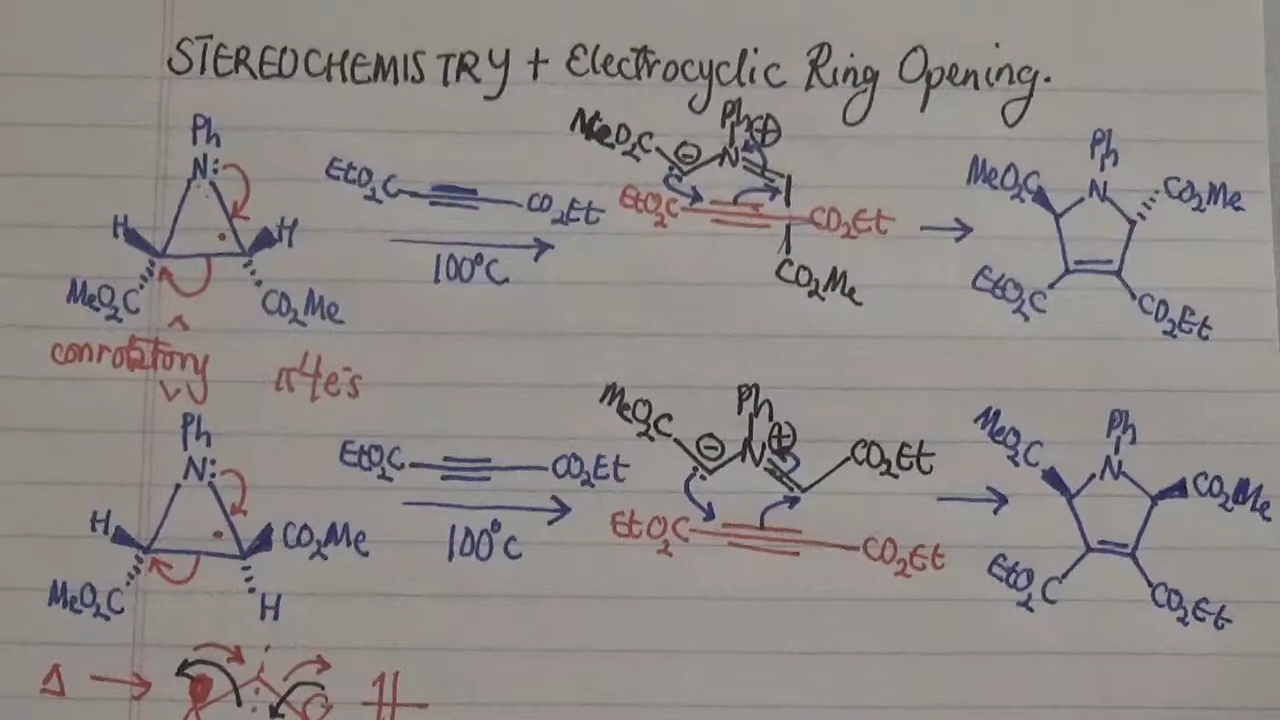 STEREOCHEMISTRY + Electrocyclic Ring Opening.
Ph
N:
H H
MeO₂C CO₂Me
EtO₂C CO₂Et
100°C
MeO₂C Ph ⊕
⊖ N
EtO₂C CO₂Et
CO₂Me
Ph
MeO₂C N CO₂Me
EtO₂C CO₂Et
conrotatory π4e's
Ph
N:
H CO₂Me
MeO₂C H
EtO₂C CO₂Et
100°C
MeO₂C Ph
⊖ N ⊕ CO₂Et
EtO₂C CO₂Et
MeO₂C Ph
N CO₂Me
EtO₂C CO₂Et
Δ